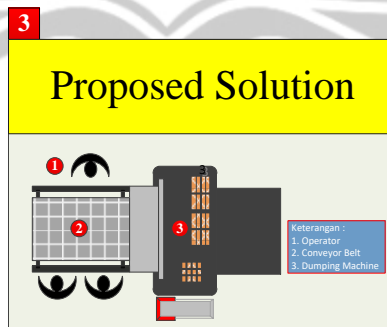 3
Proposed Solution
1
3
2
3
Keterangan :
1. Operator
2. Conveyor Belt
3. Dumping Machine